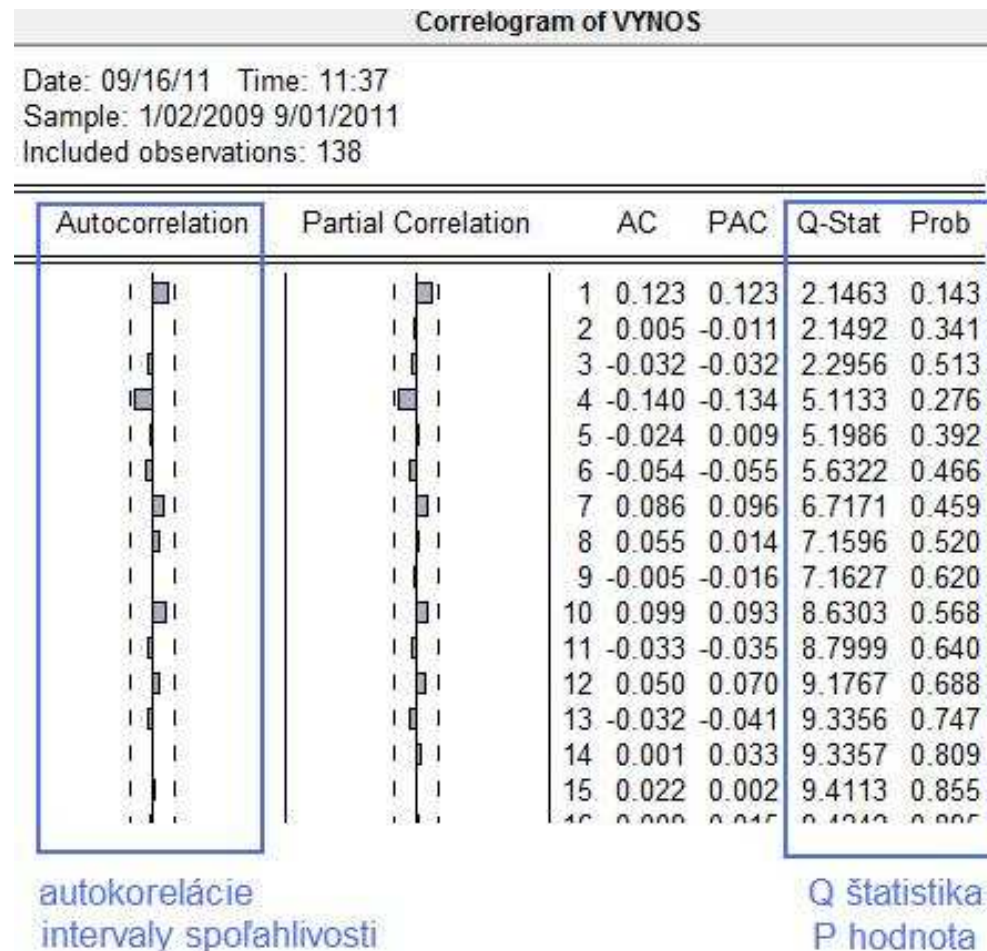 Correlogram of VYNOS
Date: 09/16/11 Time: 11:37
Sample: 1/02/2009 9/01/2011
Included observations: 138
Autocorrelation Partial Correlation AC PAC Q-Stat Prob
1 0.123 0.123 2.1463 0.143
2 0.005 -0.011 2.1492 0.341
3 -0.032 -0.032 2.2956 0.513
4 -0.140 -0.134 5.1133 0.276
5 -0.024 0.009 5.1986 0.392
6 -0.054 -0.055 5.6322 0.466
7 0.086 0.096 6.7171 0.459
8 0.055 0.014 7.1596 0.520
9 -0.005 -0.016 7.1627 0.620
10 0.099 0.093 8.6303 0.568
11 -0.033 -0.035 8.7999 0.640
12 0.050 0.070 9.1767 0.688
13 -0.032 -0.041 9.3356 0.747
14 0.001 0.033 9.3357 0.809
15 0.022 0.002 9.4113 0.855
autokorelácie Q štatistika
intervaly spoľahlivosti P hodnota